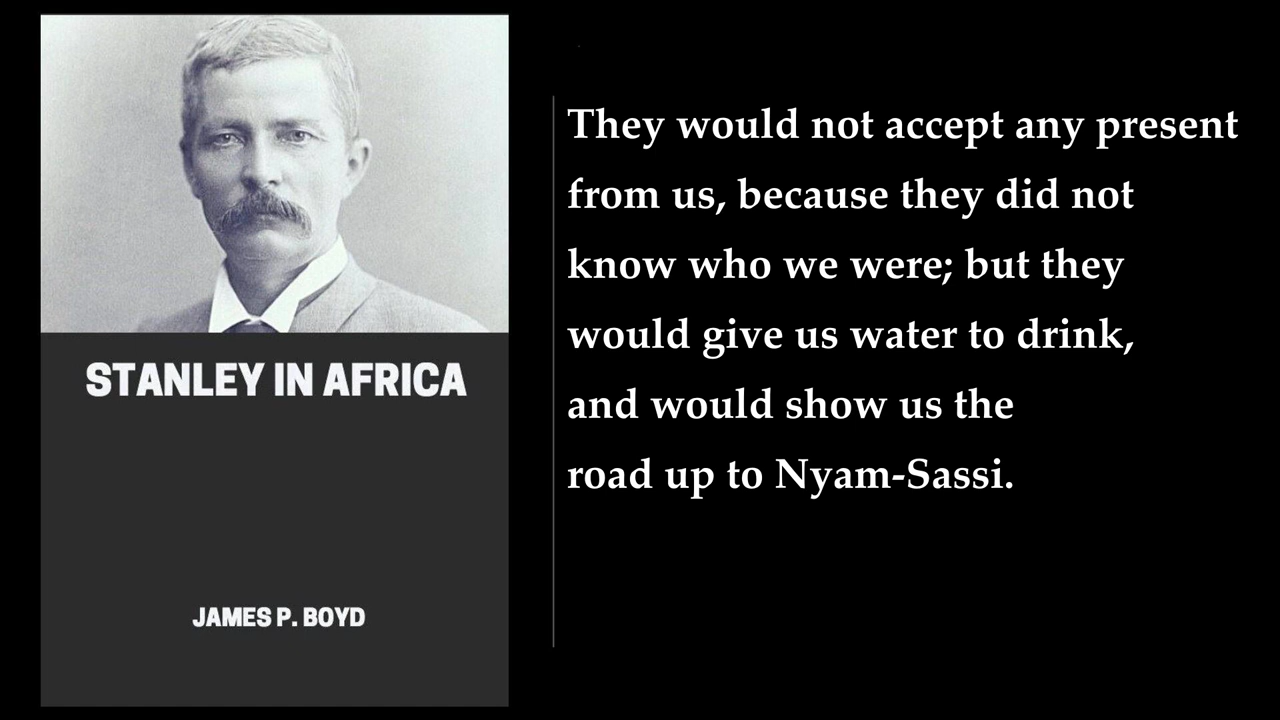 STANLEY IN AFRICA
JAMES P. BOYD
They would not accept any present
from us, because they did not
know who we were; but they
would give us water to drink,
and would show us the
road up to Nyam-Sassi.